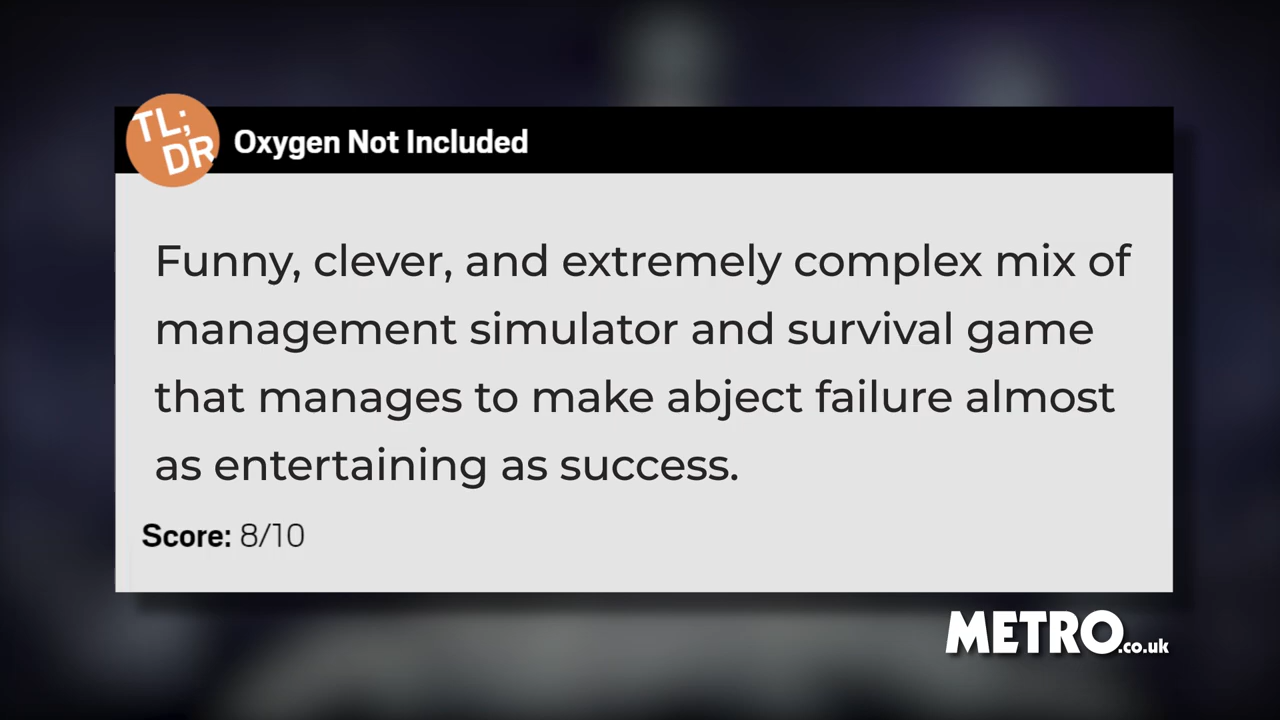 TL;
DR
Oxygen Not Included
Funny, clever, and extremely complex mix of
management simulator and survival game
that manages to make abject failure almost
as entertaining as success.
Score: 8/10
METRO.co.uk